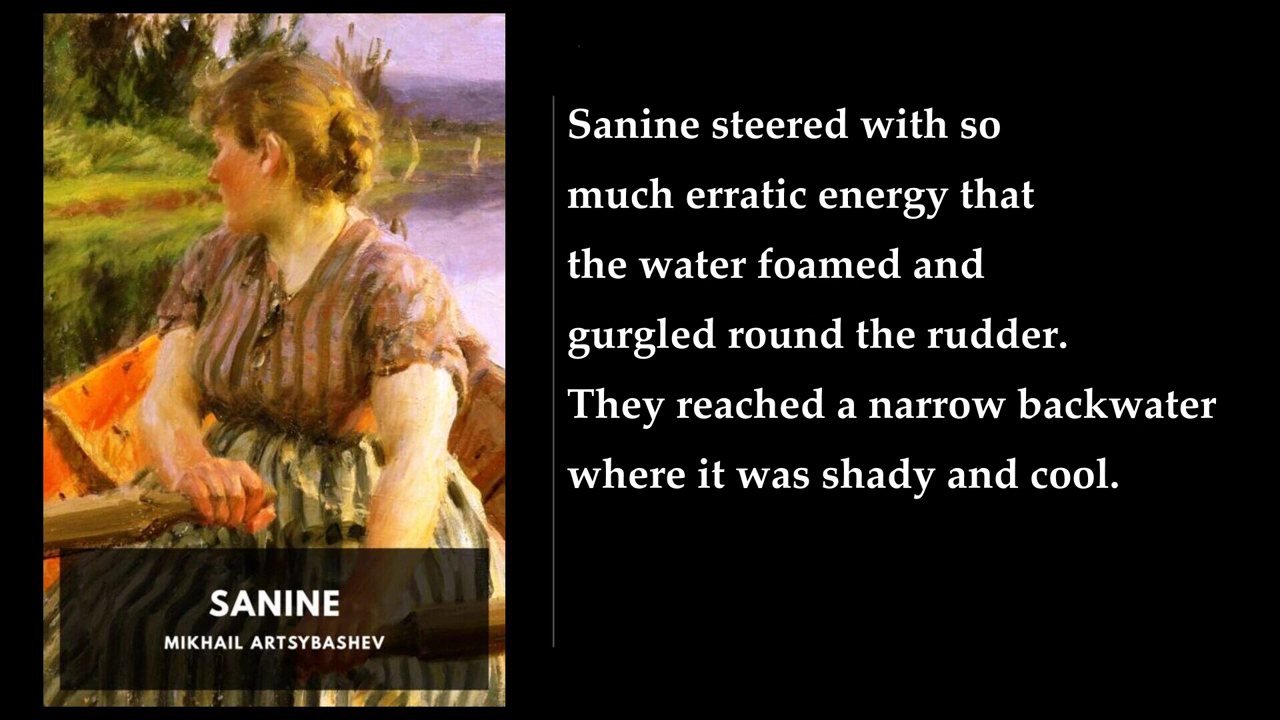 Sanine steered with so
much erratic energy that
the water foamed and
gurgled round the rudder.
They reached a narrow backwater
where it was shady and cool.
SANINE
MIKHAIL ARTSYBASHEV